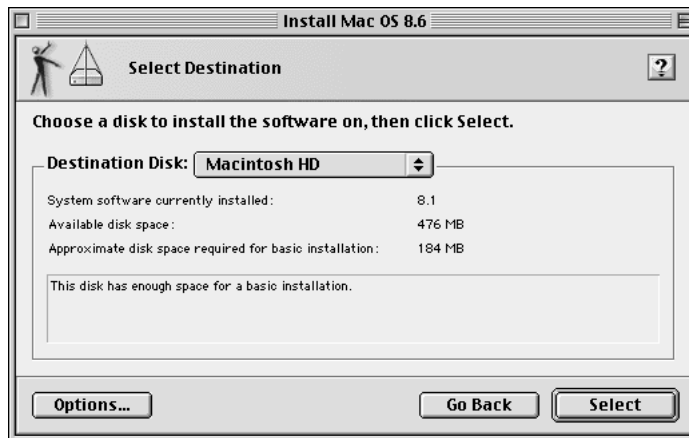 Install Mac OS 8.6
Select Destination
?
Choose a disk to install the software on, then click Select.
Destination Disk: Macintosh HD
System software currently installed: 8.1
Available disk space: 476 MB
Approximate disk space required for basic installation: 184 MB
This disk has enough space for a basic installation.
Options... Go Back Select